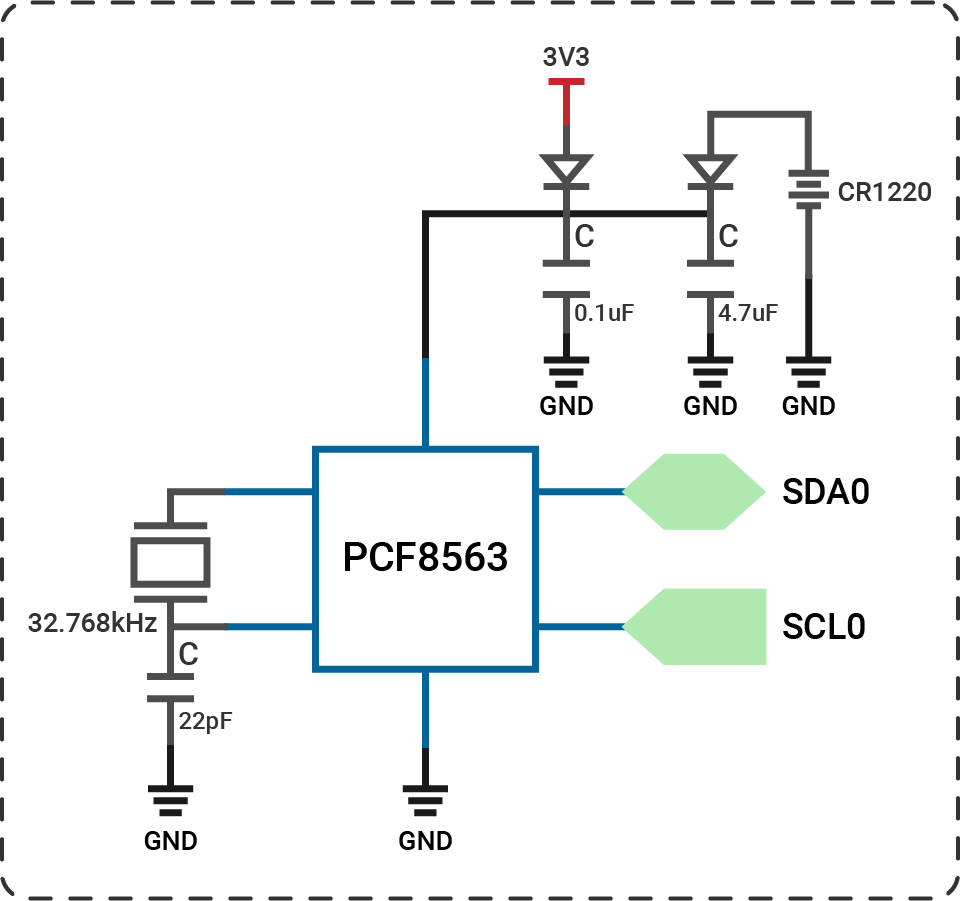 3V3
CR1220
C
C
0.1uF
4.7uF
GND
GND
GND
SDA0
PCF8563
32.768kHz
SCL0
C
22pF
GND
GND